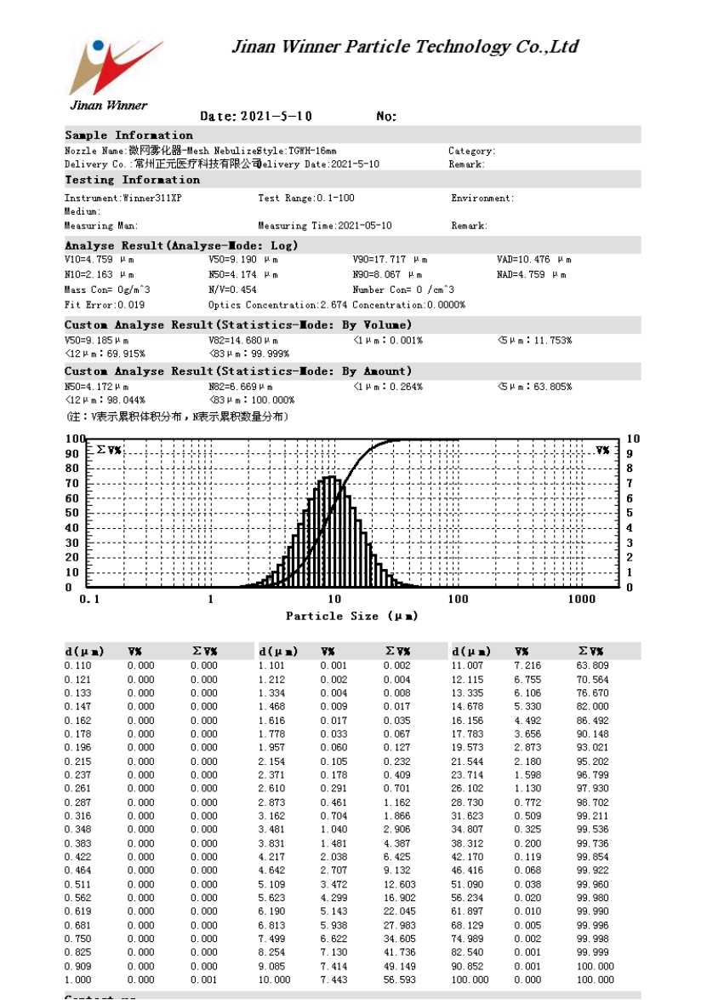 Jinan Winner Particle Technology Co.,Ltd
Jinan Winner
Date: 2021-5-10 No:
Sample Information
Nozzle Name:微网雾化器-Mesh NebulizeStyle:TGWH-16mm Category:
Delivery Co.:常州正元医疗科技有限公司Delivery Date:2021-5-10 Remark:
Testing Information
Instrument:Winner311XP Test Range:0.1-100 Environment:
Medium:
Measuring Man: Measuring Time:2021-05-10 Remark:
Analyse Result(Analyse-Mode: Log)
V10=4.759 μm V50=9.190 μm V90=17.717 μm VAD=10.476 μm
N10=2.163 μm N50=4.174 μm N90=8.067 μm NAD=4.759 μm
Mass Con= 0g/m^3 N/V=0.454 Number Con= 0 /cm^3
Fit Error:0.019 Optics Concentration:2.674 Concentration:0.0000%
Custom Analyse Result(Statistics-Mode: By Volume)
V50=9.185μm V82=14.680μm <1μm：0.001% <5μm：11.753%
<12μm：69.915% <83μm：99.999%
Custom Analyse Result(Statistics-Mode: By Amount)
N50=4.172μm N82=6.669μm <1μm：0.264% <5μm：63.805%
<12μm：98.044% <83μm：100.000%
(注：V表示累积体积分布，N表示累积数量分布)
100 ΣV% V% 10
90 9
80 8
70 7
60 6
50 5
40 4
30 3
20 2
10 1
0 0
0.1 1 10 100 1000
Particle Size (μm)
d(μm) V% ΣV% d(μm) V% ΣV% d(μm) V% ΣV%
0.110 0.000 0.000 1.101 0.001 0.002 11.007 7.216 63.809
0.121 0.000 0.000 1.212 0.002 0.004 12.115 6.755 70.564
0.133 0.000 0.000 1.334 0.004 0.008 13.335 6.106 76.670
0.147 0.000 0.000 1.468 0.009 0.017 14.678 5.330 82.000
0.162 0.000 0.000 1.616 0.017 0.035 16.156 4.492 86.492
0.178 0.000 0.000 1.778 0.033 0.067 17.783 3.656 90.148
0.196 0.000 0.000 1.957 0.060 0.127 19.573 2.873 93.021
0.215 0.000 0.000 2.154 0.105 0.232 21.544 2.180 95.202
0.237 0.000 0.000 2.371 0.178 0.409 23.714 1.598 96.799
0.261 0.000 0.000 2.610 0.291 0.701 26.102 1.130 97.930
0.287 0.000 0.000 2.873 0.461 1.162 28.730 0.772 98.702
0.316 0.000 0.000 3.162 0.704 1.866 31.623 0.509 99.211
0.348 0.000 0.000 3.481 1.040 2.906 34.807 0.325 99.536
0.383 0.000 0.000 3.831 1.481 4.387 38.312 0.200 99.736
0.422 0.000 0.000 4.217 2.038 6.425 42.170 0.119 99.854
0.464 0.000 0.000 4.642 2.707 9.132 46.416 0.068 99.922
0.511 0.000 0.000 5.109 3.472 12.603 51.090 0.038 99.960
0.562 0.000 0.000 5.623 4.299 16.902 56.234 0.020 99.980
0.619 0.000 0.000 6.190 5.143 22.045 61.897 0.010 99.990
0.681 0.000 0.000 6.813 5.938 27.983 68.129 0.005 99.996
0.750 0.000 0.000 7.499 6.622 34.605 74.989 0.002 99.998
0.825 0.000 0.000 8.254 7.130 41.736 82.540 0.001 99.999
0.909 0.000 0.000 9.085 7.414 49.149 90.852 0.001 100.000
1.000 0.000 0.001 10.000 7.443 56.593 100.000 0.000 100.000